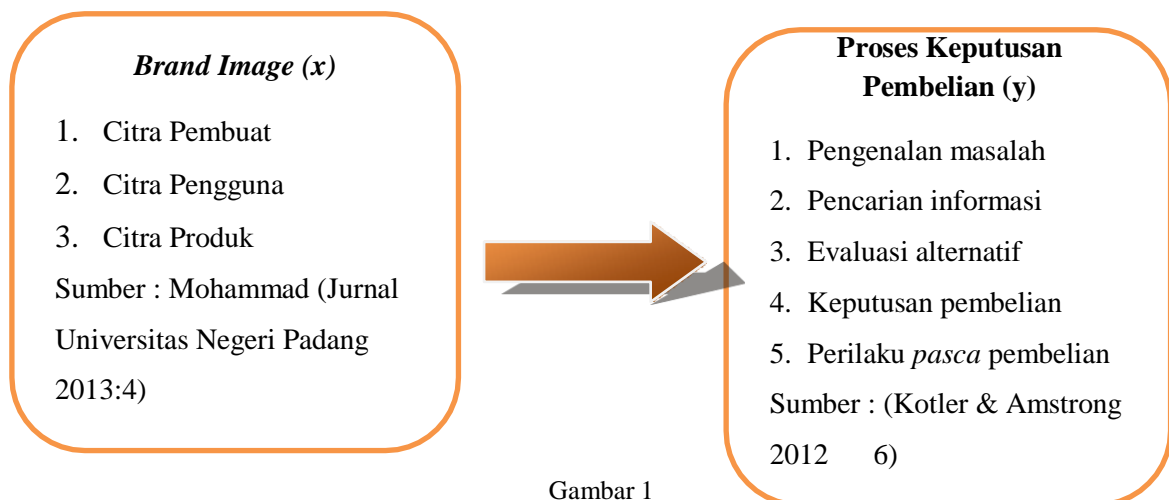 Brand Image (x)
1. Citra Pembuat
2. Citra Pengguna
3. Citra Produk
Sumber : Mohammad (Jurnal
Universitas Negeri Padang
2013:4)
Proses Keputusan
Pembelian (y)
1. Pengenalan masalah
2. Pencarian informasi
3. Evaluasi alternatif
4. Keputusan pembelian
5. Perilaku pasca pembelian
Sumber : (Kotler & Amstrong
2012 6)
Gambar 1